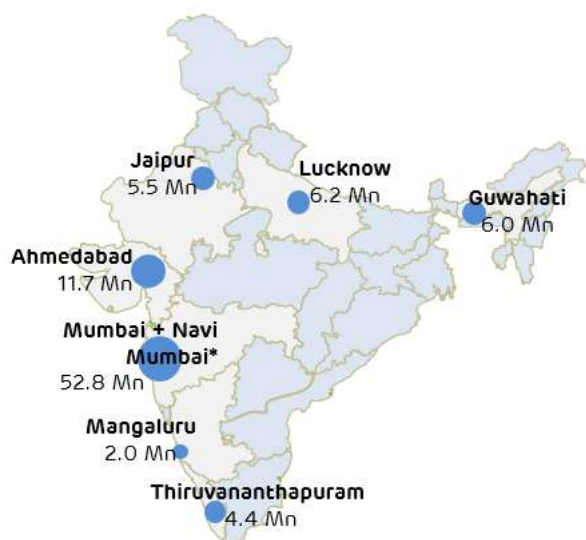 Jaipur
5.5 Mn
Lucknow
6.2 Mn
Guwahati
6.0 Mn
Ahmedabad
11.7 Mn
Mumbai + Navi
Mumbai*
52.8 Mn
Mangaluru
2.0 Mn
Thiruvananthapuram
4.4 Mn